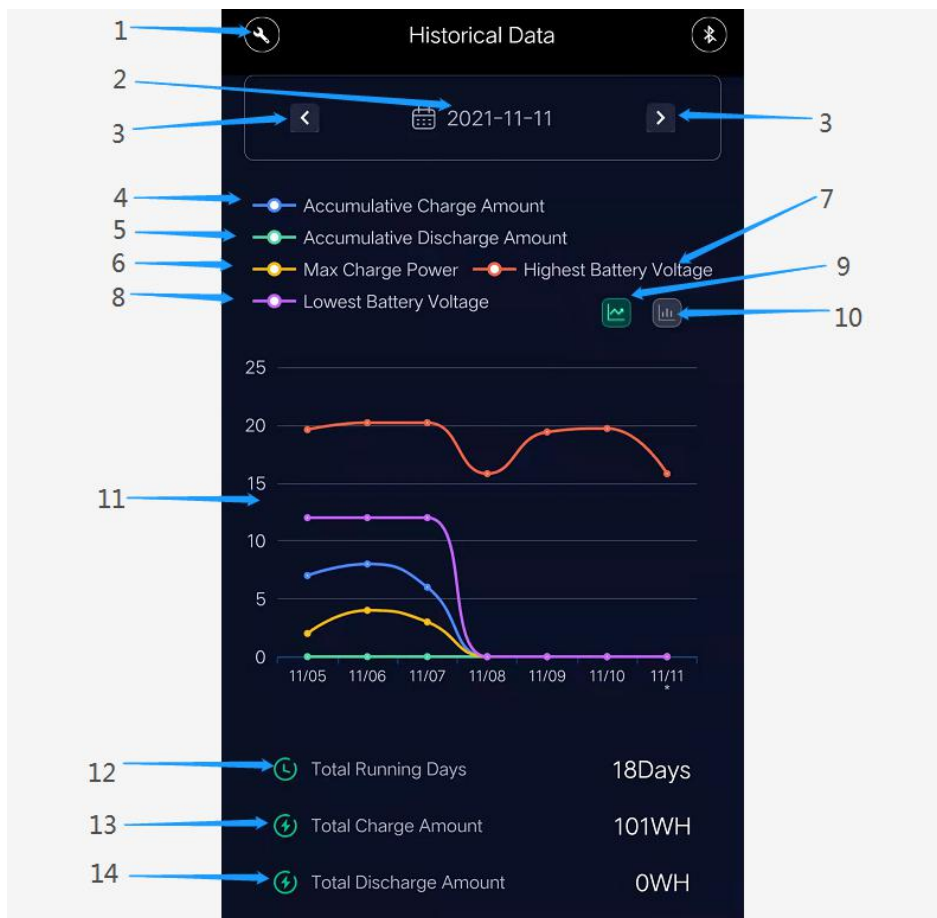 1
Historical Data
2
3
2021-11-11
3
4
Accumulative Charge Amount
7
5
Accumulative Discharge Amount
6
Max Charge Power
Highest Battery Voltage
9
8
Lowest Battery Voltage
10
25
20
15
11
10
5
0
11/05 11/06 11/07 11/08 11/09 11/10 11/11
*
12
Total Running Days
18Days
13
Total Charge Amount
101WH
14
Total Discharge Amount
0WH